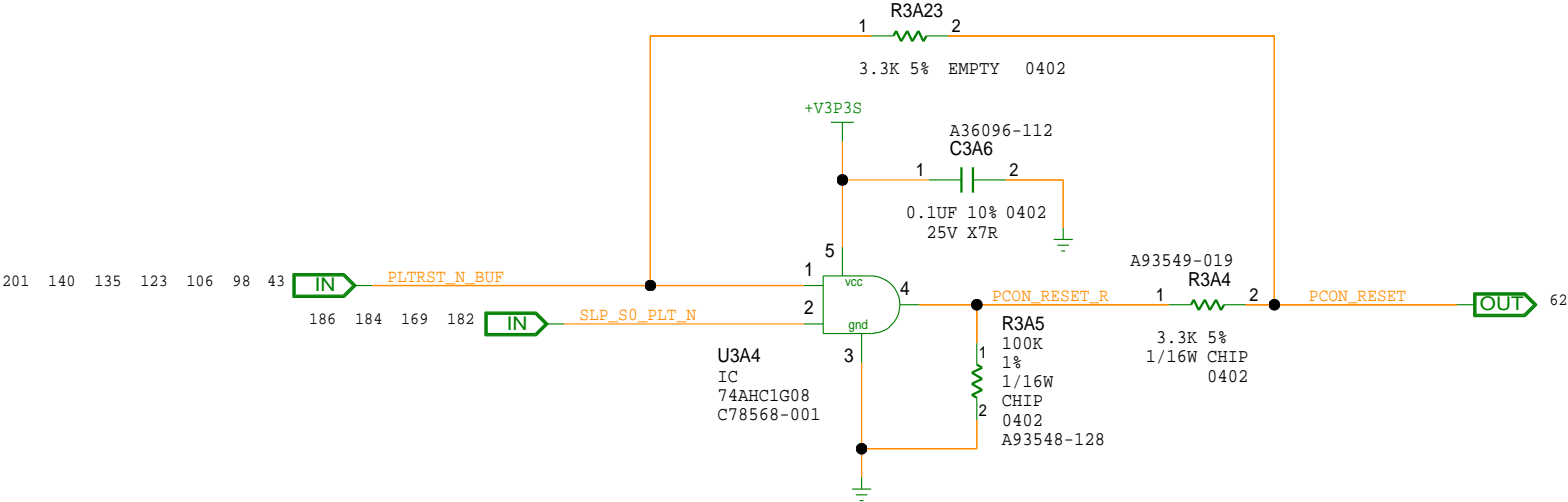 R3A23
1 2
3.3K 5% EMPTY 0402
+V3P3S
A36096-112
C3A6
1 2
0.1UF 10% 0402
25V X7R
5
A93549-019
R3A4
201 140 135 123 106 98 43 IN PLTRST_N_BUF 1 vcc 4 PCON_RESET_R 1 2 PCON_RESET OUT 62
186 184 169 182 IN SLP_S0_PLT_N 2 gnd
3
U3A4
IC
74AHC1G08
C78568-001
R3A5
1
100K
1%
1/16W
CHIP
2
0402
A93548-128
3.3K 5%
1/16W CHIP
0402